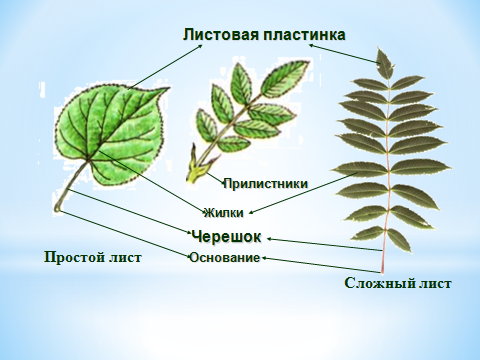 Листовая пластинка
Прилистники
Жилки
Черешок
Простой лист
Основание
Сложный лист